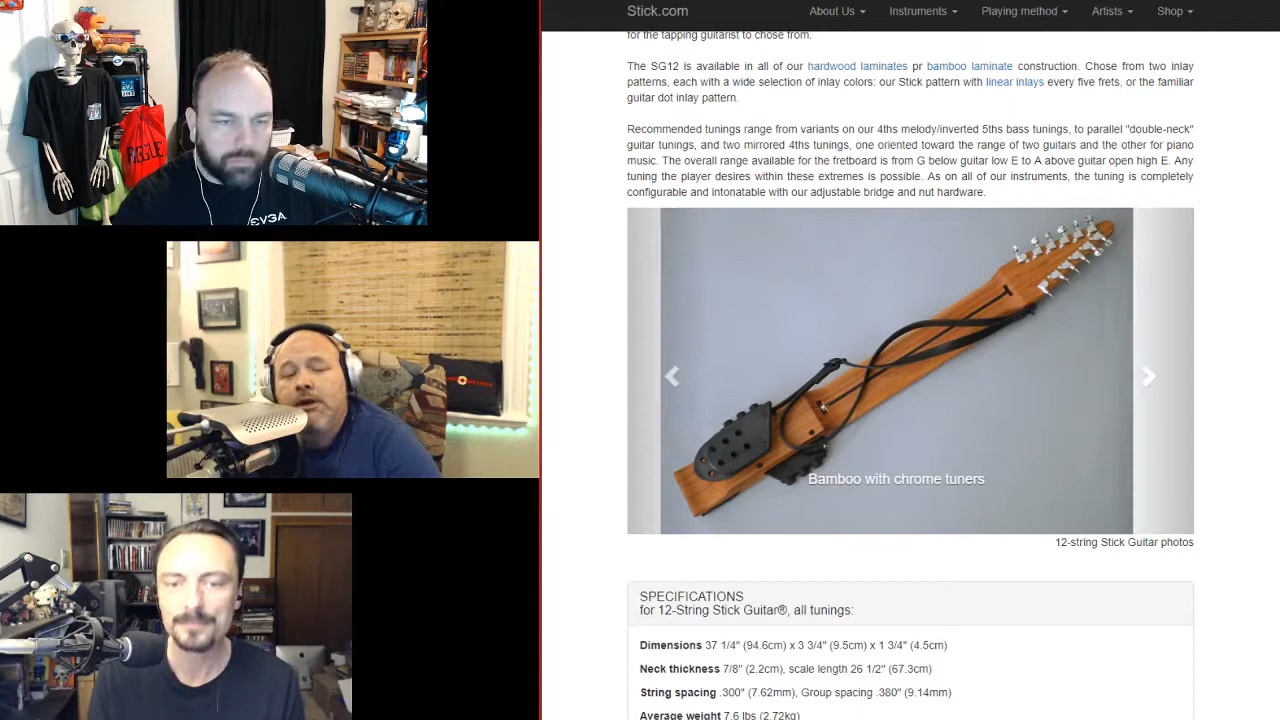 Stick.com
About Us
Instruments
Playing method
Artists
Shop
for the tapping guitarist to chose from.
The SG12 is available in all of our hardwood laminates pr bamboo laminate construction. Chose from two inlay
patterns, each with a wide selection of inlay colors: our Stick pattern with linear inlays every five frets, or the familiar
guitar dot inlay pattern.
Recommended tunings range from variants on our 4ths melody/inverted 5ths bass tunings, to parallel "double-neck"
guitar tunings, and two mirrored 4ths tunings, one oriented toward the range of two guitars and the other for piano
music. The overall range available for the fretboard is from G below guitar low E to A above guitar open high E. Any
tuning the player desires within these extremes is possible. As on all of our instruments, the tuning is completely
configurable and intonatable with our adjustable bridge and nut hardware.
Bamboo with chrome tuners
12-string Stick Guitar photos
SPECIFICATIONS
for 12-String Stick Guitar®, all tunings:
Dimensions 37 1/4" (94.6cm) x 3 3/4" (9.5cm) x 1 3/4" (4.5cm)
Neck thickness 7/8" (2.2cm), scale length 26 1/2" (67.3cm)
String spacing .300" (7.62mm), Group spacing .380" (9.14mm)
Average weight 7.6 lbs (2.72kg)
EVGA